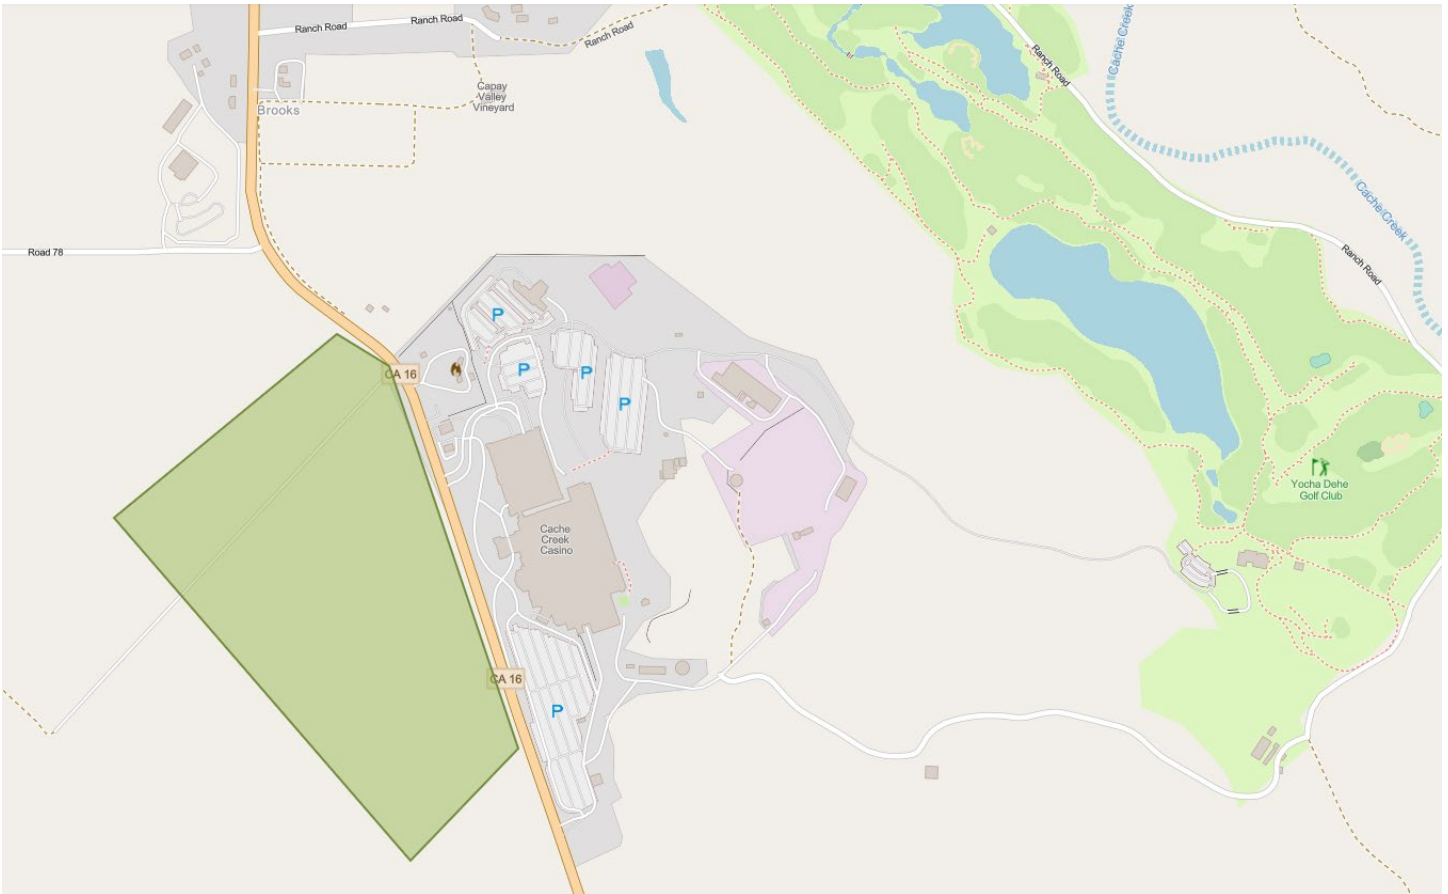 Ranch Road
Ranch Road
Ranch Road
Ranch Road
Cache Creek
Capay
Valley
Vineyard
Brooks
Cache Creek
Road 78
Ranch Road
P
P
P
P
CA 16
Yocha Dehe
Golf Club
Cache
Creek
Casino
CA 16
P